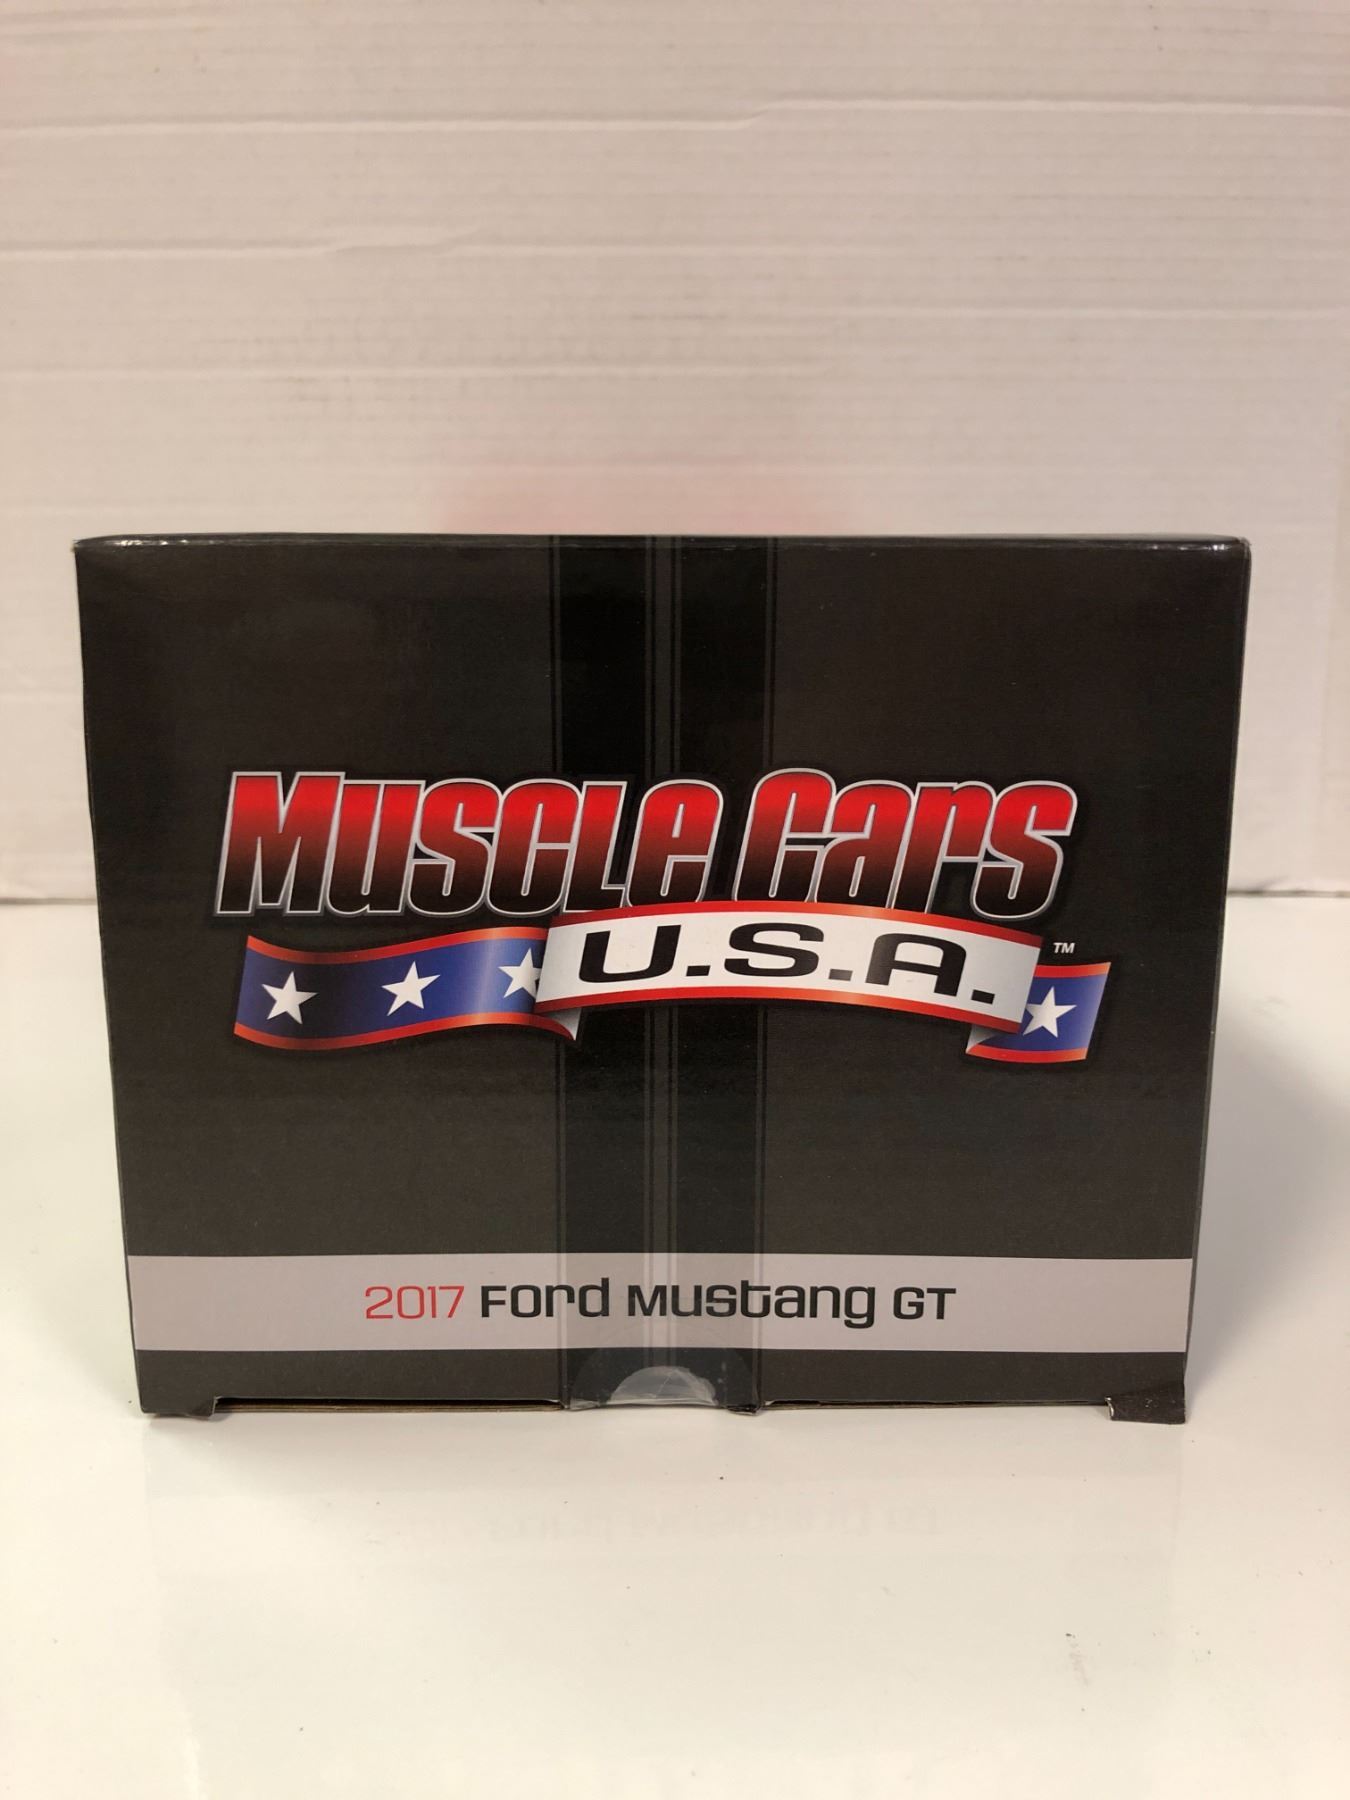 Muscle Cars
U.S.A.
TM
2017 Ford Mustang GT